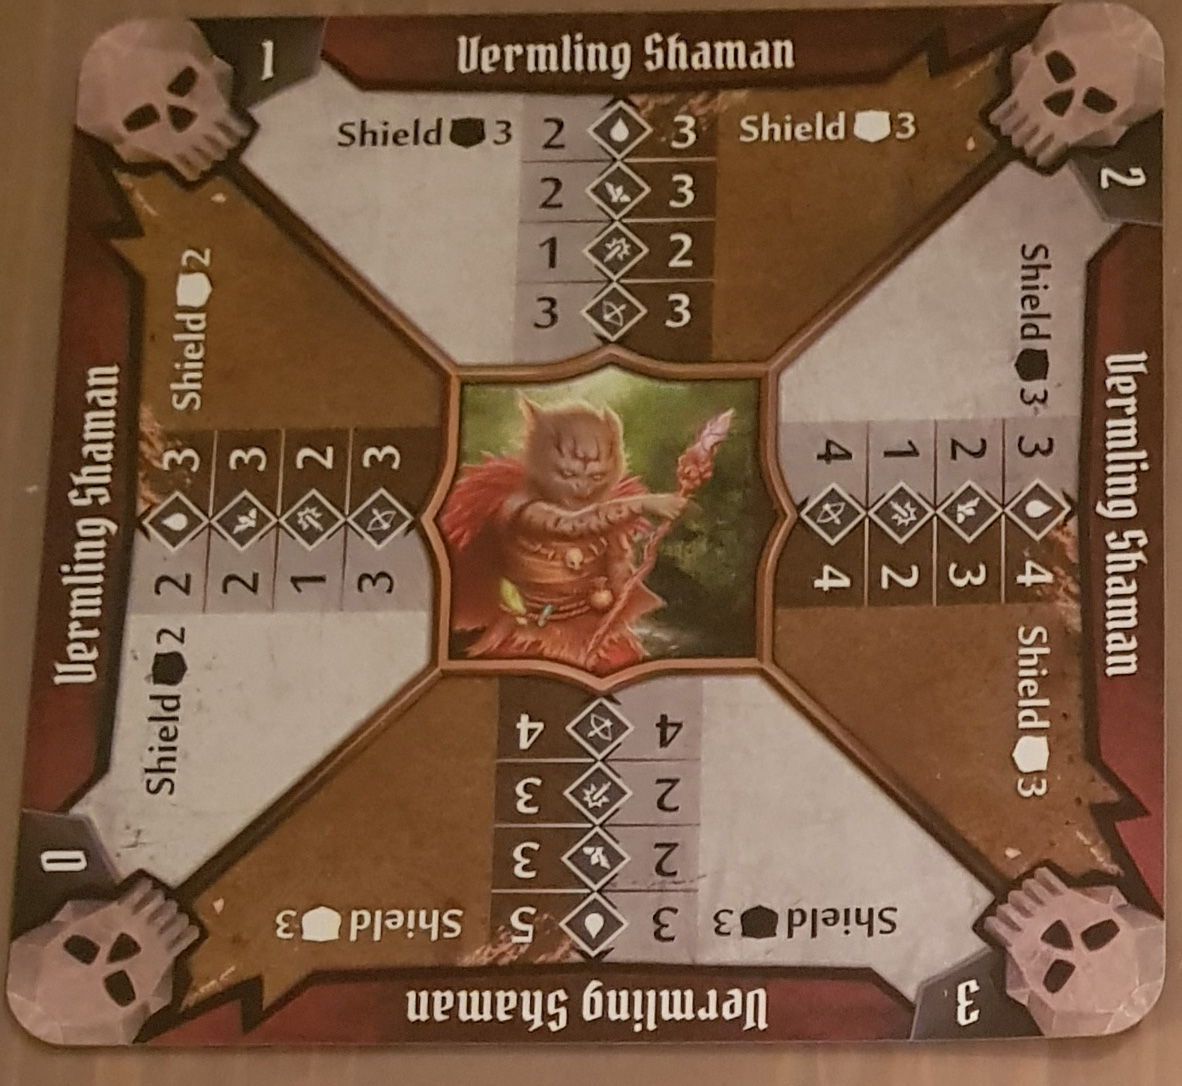 1
Vermling Shaman
Shield 3 2 3 Shield 3
2 3
1 2
3 3
2
Vermling Shaman
Shield 3 3 4 Shield 3
2 3
1 2
4 4
3
Vermling Shaman
Shield 3 3 5 Shield 3
2 3
2 3
4 4
0
Vermling Shaman
Shield 2 2 3 Shield 2
2 3
1 2
3 3